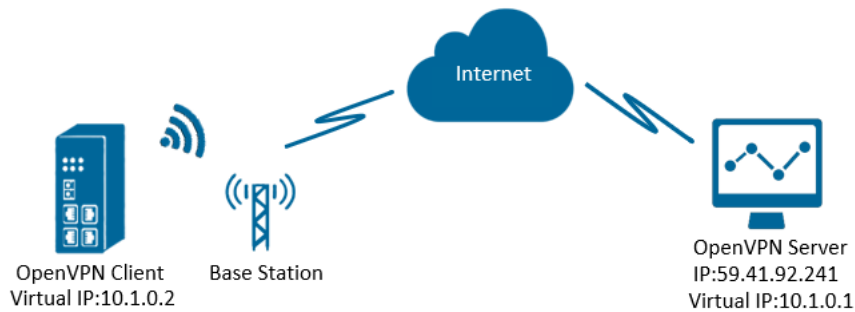 Internet
OpenVPN Client
Virtual IP:10.1.0.2
Base Station
OpenVPN Server
IP:59.41.92.241
Virtual IP:10.1.0.1